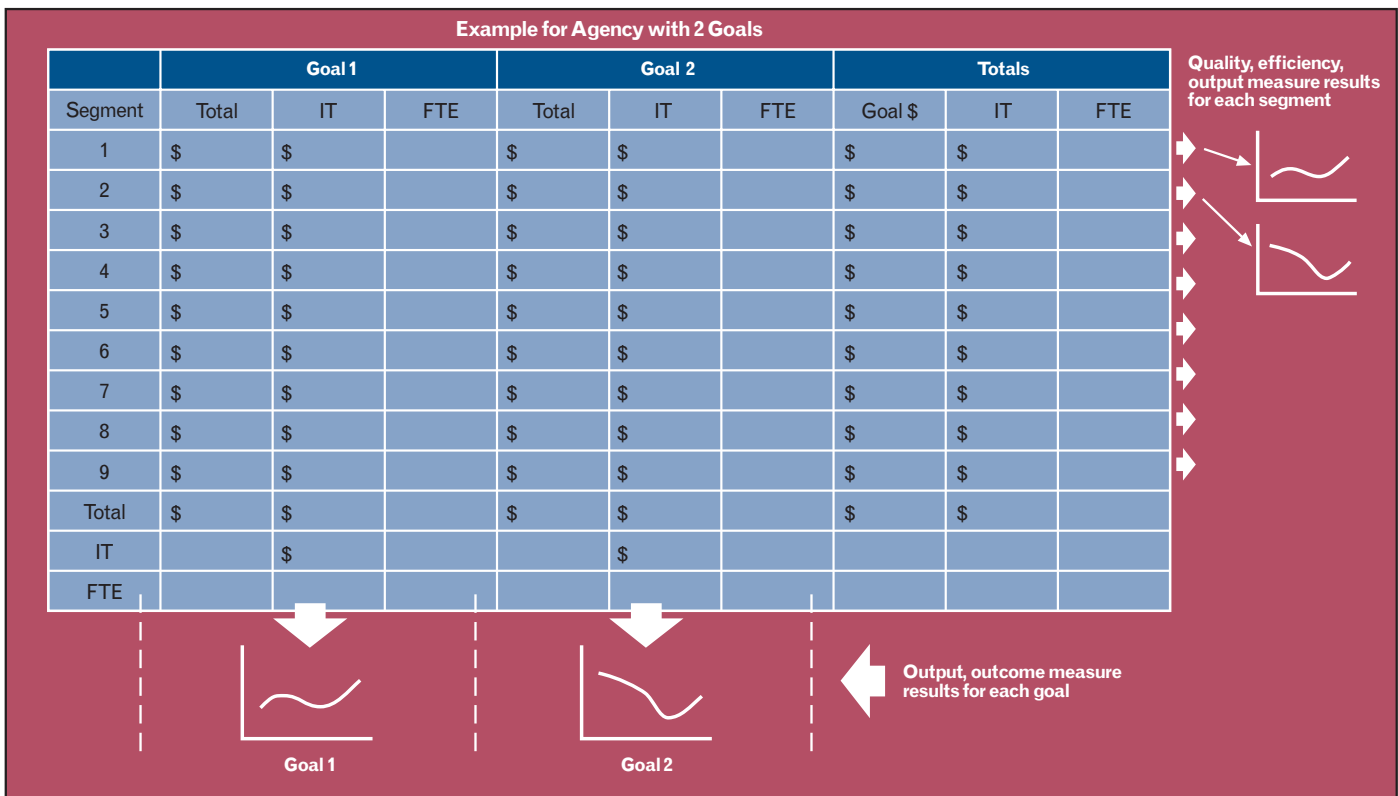 Example for Agency with 2 Goals
Goal 1 Goal 2 Totals
Quality, efficiency,
output measure results
for each segment
Segment Total IT FTE Total IT FTE Goal $ IT FTE
1 $ $ $ $ $ $
2 $ $ $ $ $ $
3 $ $ $ $ $ $
4 $ $ $ $ $ $
5 $ $ $ $ $ $
6 $ $ $ $ $ $
7 $ $ $ $ $ $
8 $ $ $ $ $ $
9 $ $ $ $ $ $
Total $ $ $ $ $ $
IT $ $
FTE
Output, outcome measure
results for each goal
Goal 1 Goal 2